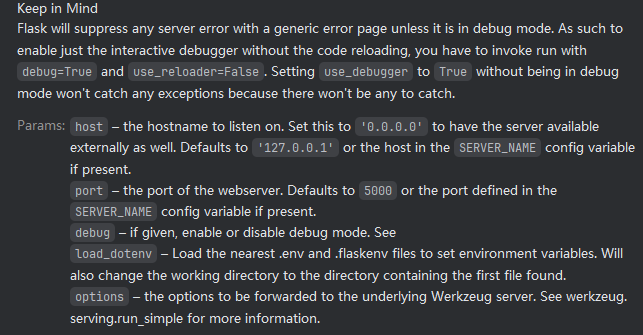 Keep in Mind
Flask will suppress any server error with a generic error page unless it is in debug mode. As such to
enable just the interactive debugger without the code reloading, you have to invoke run with
debug=True and use_reloader=False. Setting use_debugger to True without being in debug
mode won't catch any exceptions because there won't be any to catch.
Params: host – the hostname to listen on. Set this to '0.0.0.0' to have the server available
externally as well. Defaults to '127.0.0.1' or the host in the SERVER_NAME config variable
if present.
port – the port of the webserver. Defaults to 5000 or the port defined in the
SERVER_NAME config variable if present.
debug – if given, enable or disable debug mode. See
load_dotenv – Load the nearest .env and .flaskenv files to set environment variables. Will
also change the working directory to the directory containing the first file found.
options – the options to be forwarded to the underlying Werkzeug server. See werkzeug.
serving.run_simple for more information.